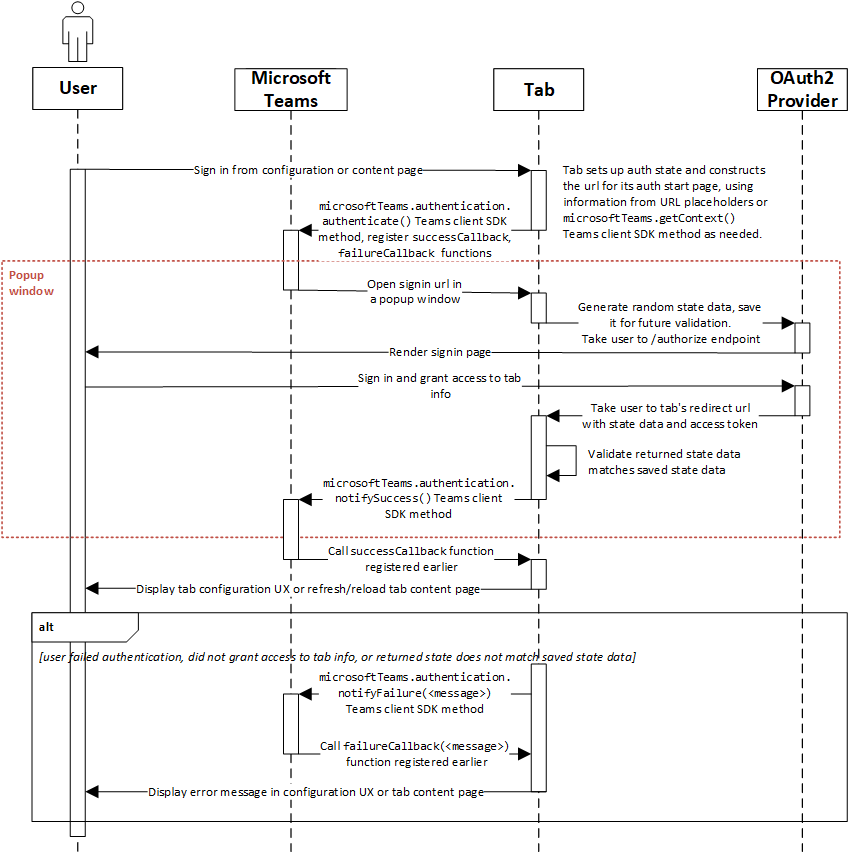 User
Microsoft
Teams
Tab
OAuth2
Provider
Sign in from configuration or content page
Tab sets up auth state and constructs
the url for its auth start page, using
information from URL placeholders or
microsoftTeams.getContext()
Teams client SDK method as needed.
microsoftTeams.authentication.
authenticate() Teams client SDK
method, register successCallback,
failureCallback functions
Popup
window
Open signin url in
a popup window
Generate random state data, save
it for future validation.
Take user to /authorize endpoint
Render signin page
Sign in and grant access to tab
info
Take user to tab's redirect url
with state data and access token
Validate returned state data
matches saved state data
microsoftTeams.authentication.
notifySuccess() Teams client
SDK method
Call successCallback function
registered earlier
Display tab configuration UX or refresh/reload tab content page
alt
[user failed authentication, did not grant access to tab info, or returned state does not match saved state data]
microsoftTeams.authentication.
notifyFailure(<message>)
Teams client SDK method
Call failureCallback(<message>)
function registered earlier
Display error message in configuration UX or tab content page